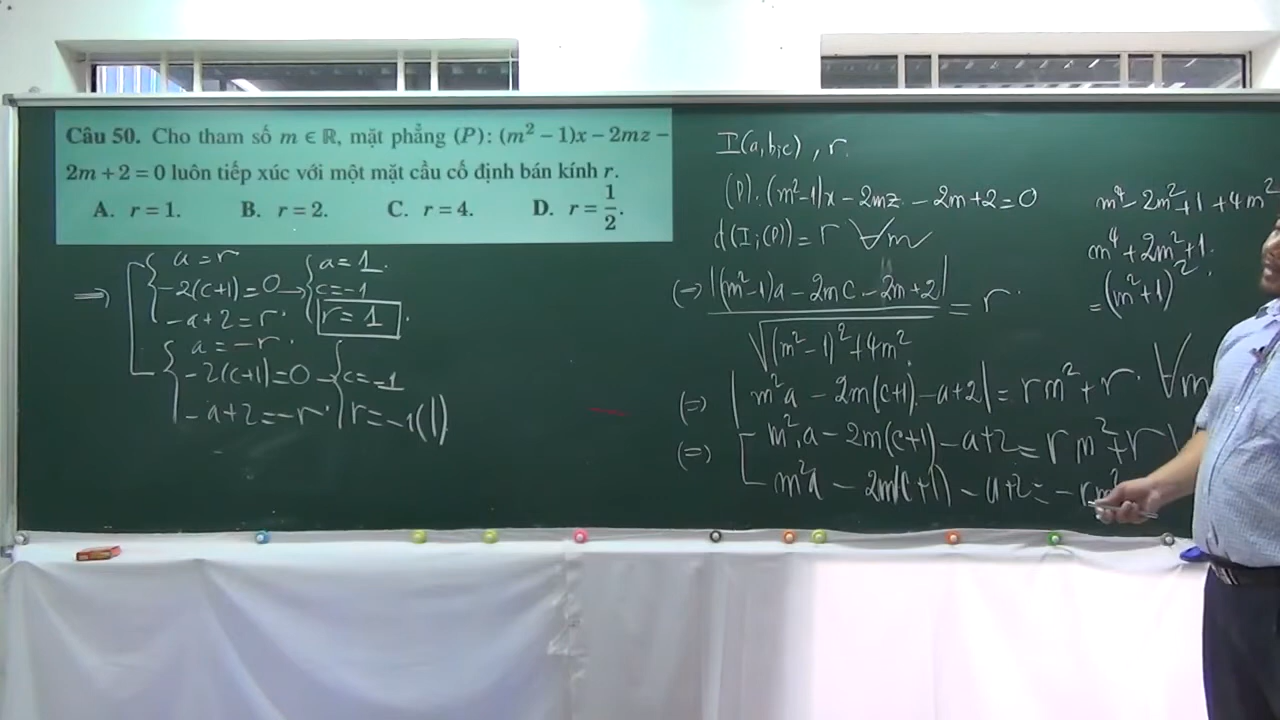 Câu 50. Cho tham số m ∈ ℝ, mặt phẳng (P): (m² − 1)x − 2mz −
2m + 2 = 0 luôn tiếp xúc với một mặt cầu cố định bán kính r.
A. r = 1. B. r = 2. C. r = 4. D. r = 1/2.
a = r
-2(c+1) = 0
-a + 2 = r
a = 1.
c = -1
r = 1
a = -r
-2(c+1) = 0
-a + 2 = -r
c = -1
r = -1 (l)
I(a,b,c), r.
(P): (m²-1)x - 2mz - 2m + 2 = 0
d(I;(P)) = r ∀m
(=) |(m²-1)a - 2mc - 2m + 2| / √((m²-1)² + 4m²) = r
(=) |m²a - 2m(c+1) - a + 2| = rm² + r ∀m
(=) m².a - 2m(c+1) - a + 2 = rm² + r
m²a - 2m(c+1) - a + 2 = -rm²
m⁴ - 2m² + 1 + 4m²
m⁴ + 2m² + 1.
= (m² + 1)²